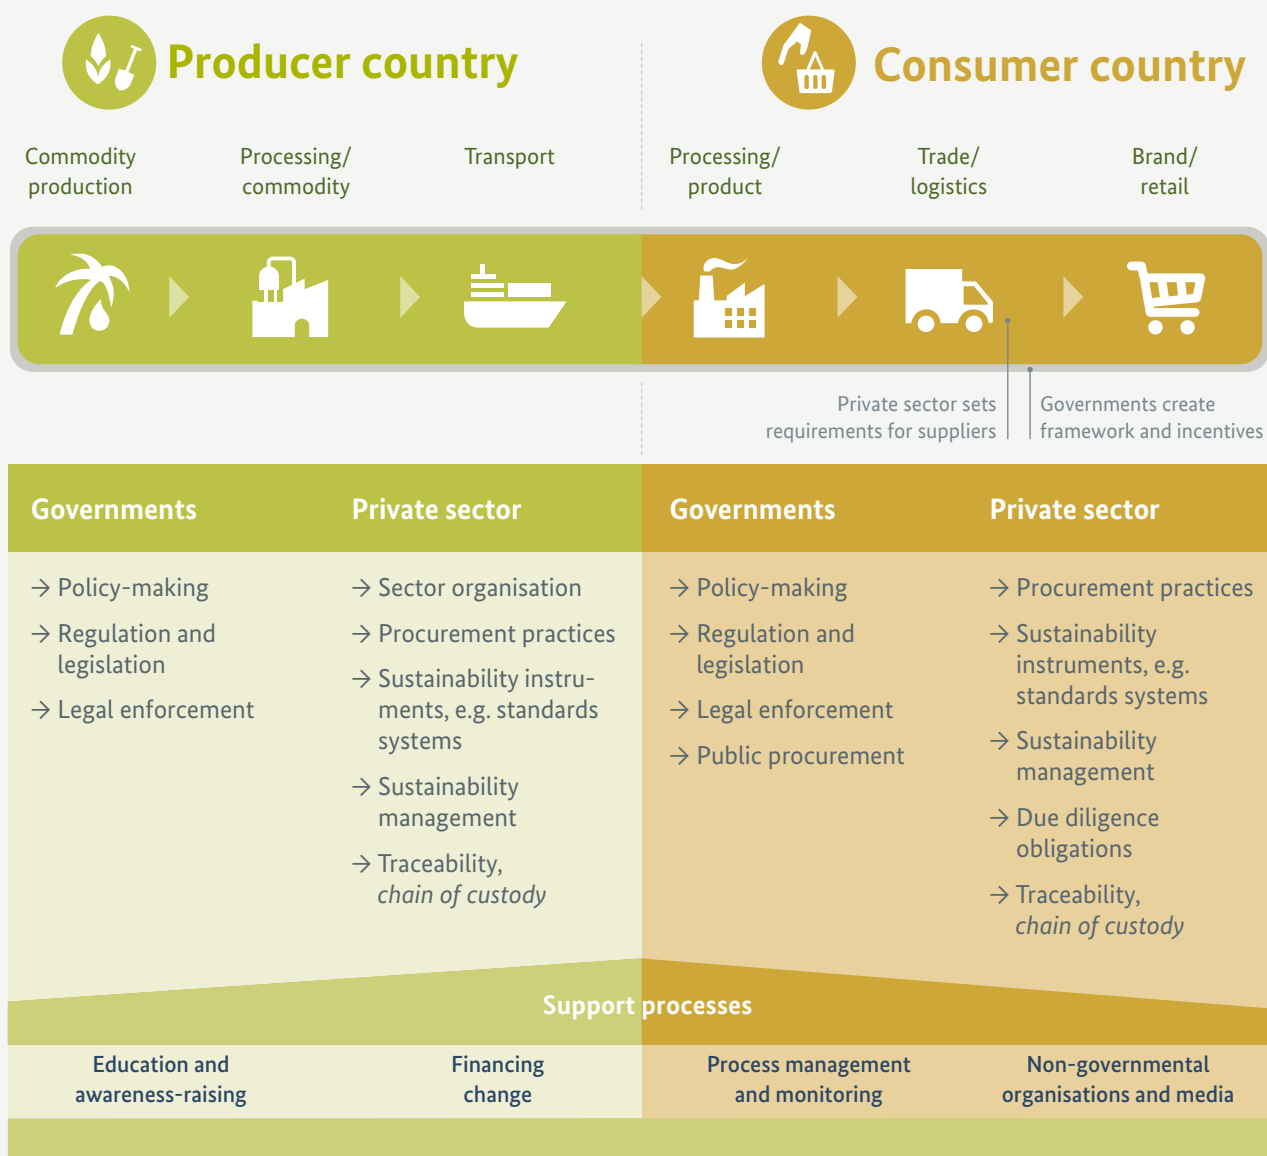 Producer country
Consumer country
Commodity
production
Processing/
commodity
Transport
Processing/
product
Trade/
logistics
Brand/
retail
Private sector sets
requirements for suppliers
Governments create
framework and incentives
Governments
→ Policy-making
→ Regulation and
legislation
→ Legal enforcement
Private sector
→ Sector organisation
→ Procurement practices
→ Sustainability instru-
ments, e.g. standards
systems
→ Sustainability
management
→ Traceability,
chain of custody
Governments
→ Policy-making
→ Regulation and
legislation
→ Legal enforcement
→ Public procurement
Private sector
→ Procurement practices
→ Sustainability
instruments, e.g.
standards systems
→ Sustainability
management
→ Due diligence
obligations
→ Traceability,
chain of custody
Support processes
Education and
awareness-raising
Financing
change
Process management
and monitoring
Non-governmental
organisations and media